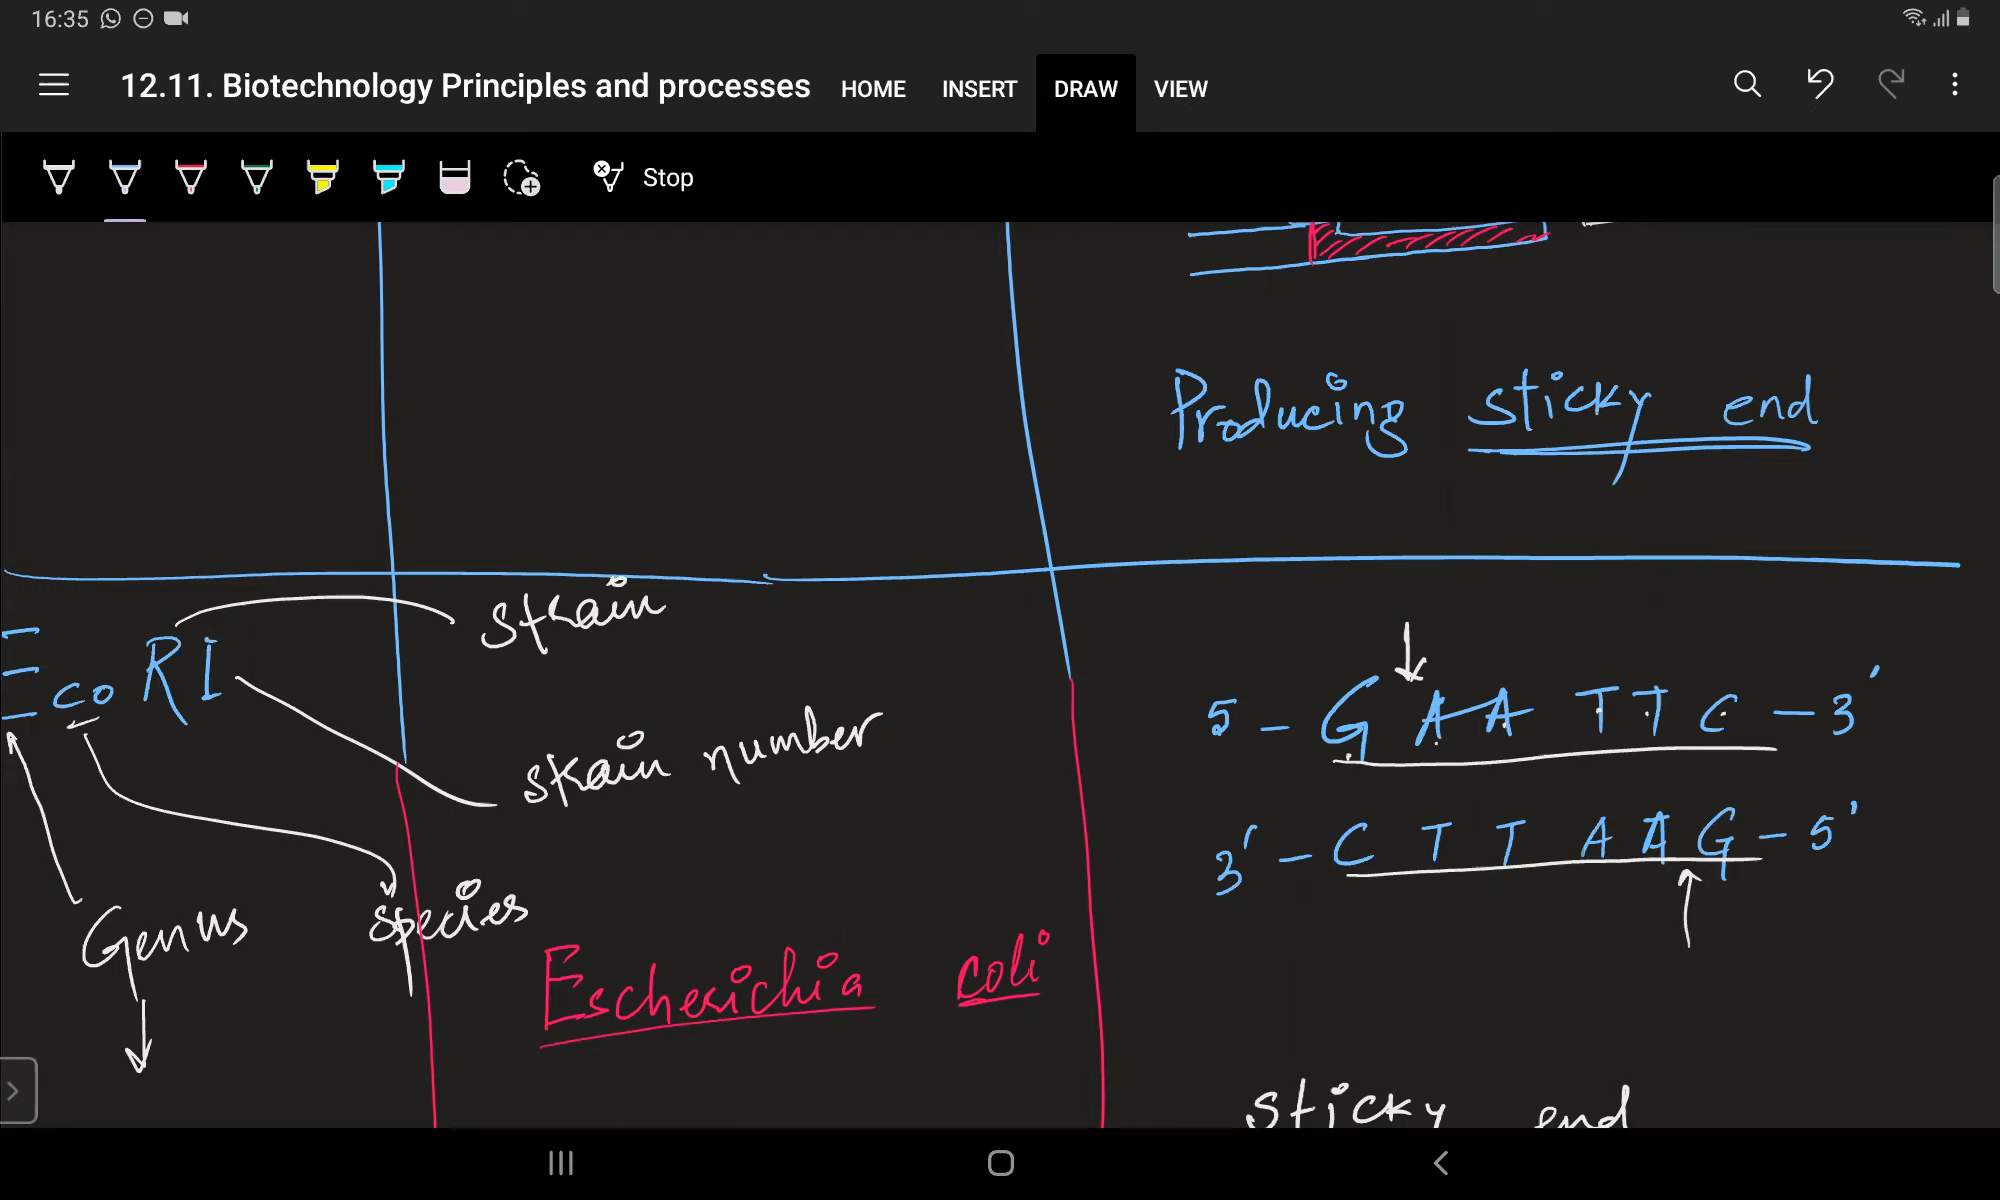 16:35
12.11. Biotechnology Principles and processes HOME INSERT DRAW VIEW
Stop
Producing sticky end
strain
Eco RI
strain number
Genus
species
Escherichia coli
5 - G A A T T C - 3'
3' - C T T A A G - 5'
sticky end